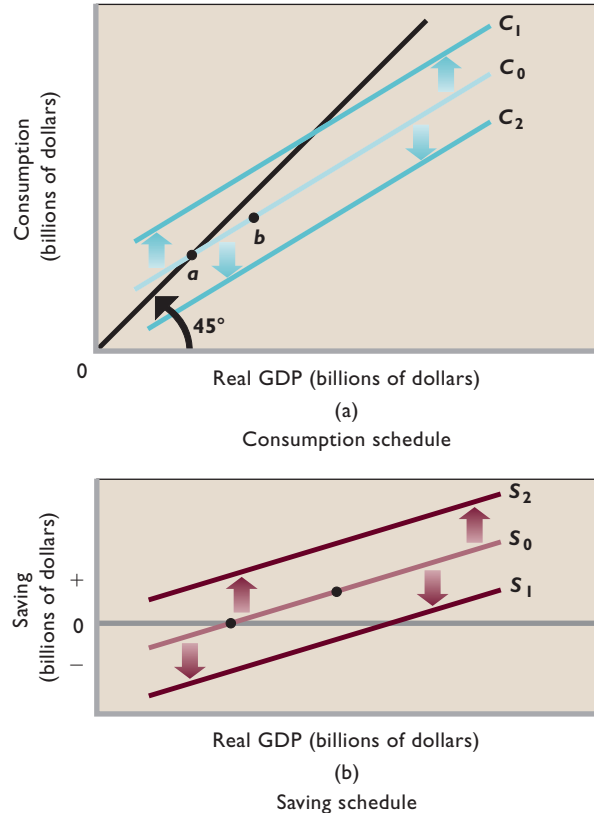 C1
C0
C2
Consumption
(billions of dollars)
b
a
45°
0
Real GDP (billions of dollars)
(a)
Consumption schedule
S2
S0
S1
Saving
(billions of dollars)
+
0
−
Real GDP (billions of dollars)
(b)
Saving schedule